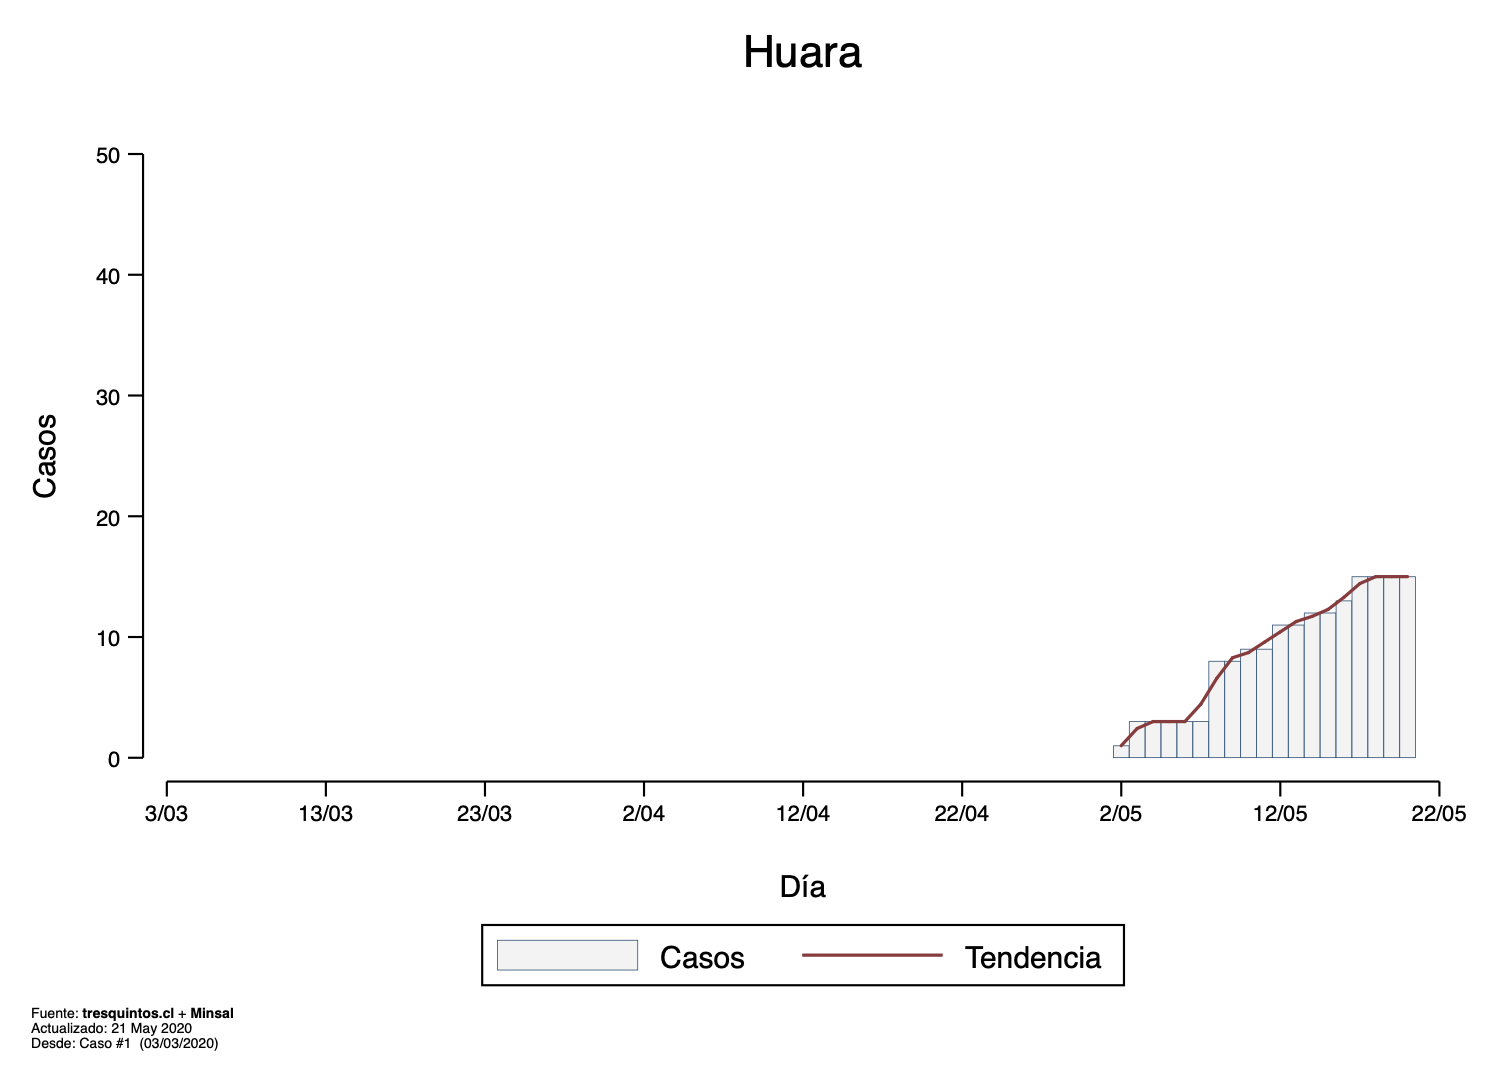 Huara
50
40
30
20
10
0
Casos
3/03 13/03 23/03 2/04 12/04 22/04 2/05 12/05 22/05
Día
Casos Tendencia
Fuente: tresquintos.cl + Minsal
Actualizado: 21 May 2020
Desde: Caso #1 (03/03/2020)